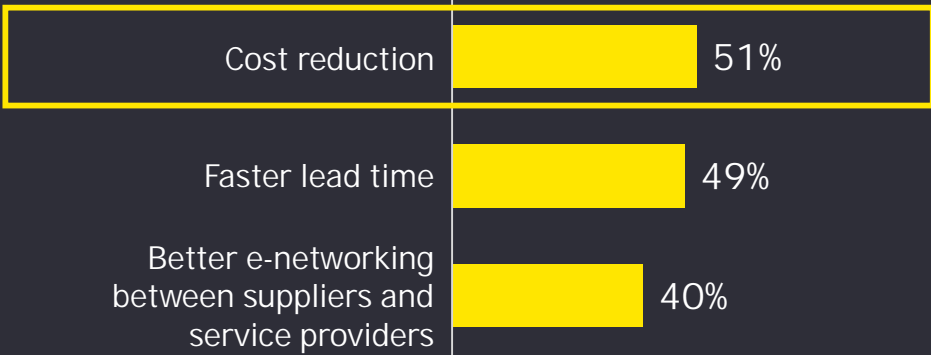 Cost reduction
51%
Faster lead time
49%
Better e-networking
between suppliers and
service providers
40%